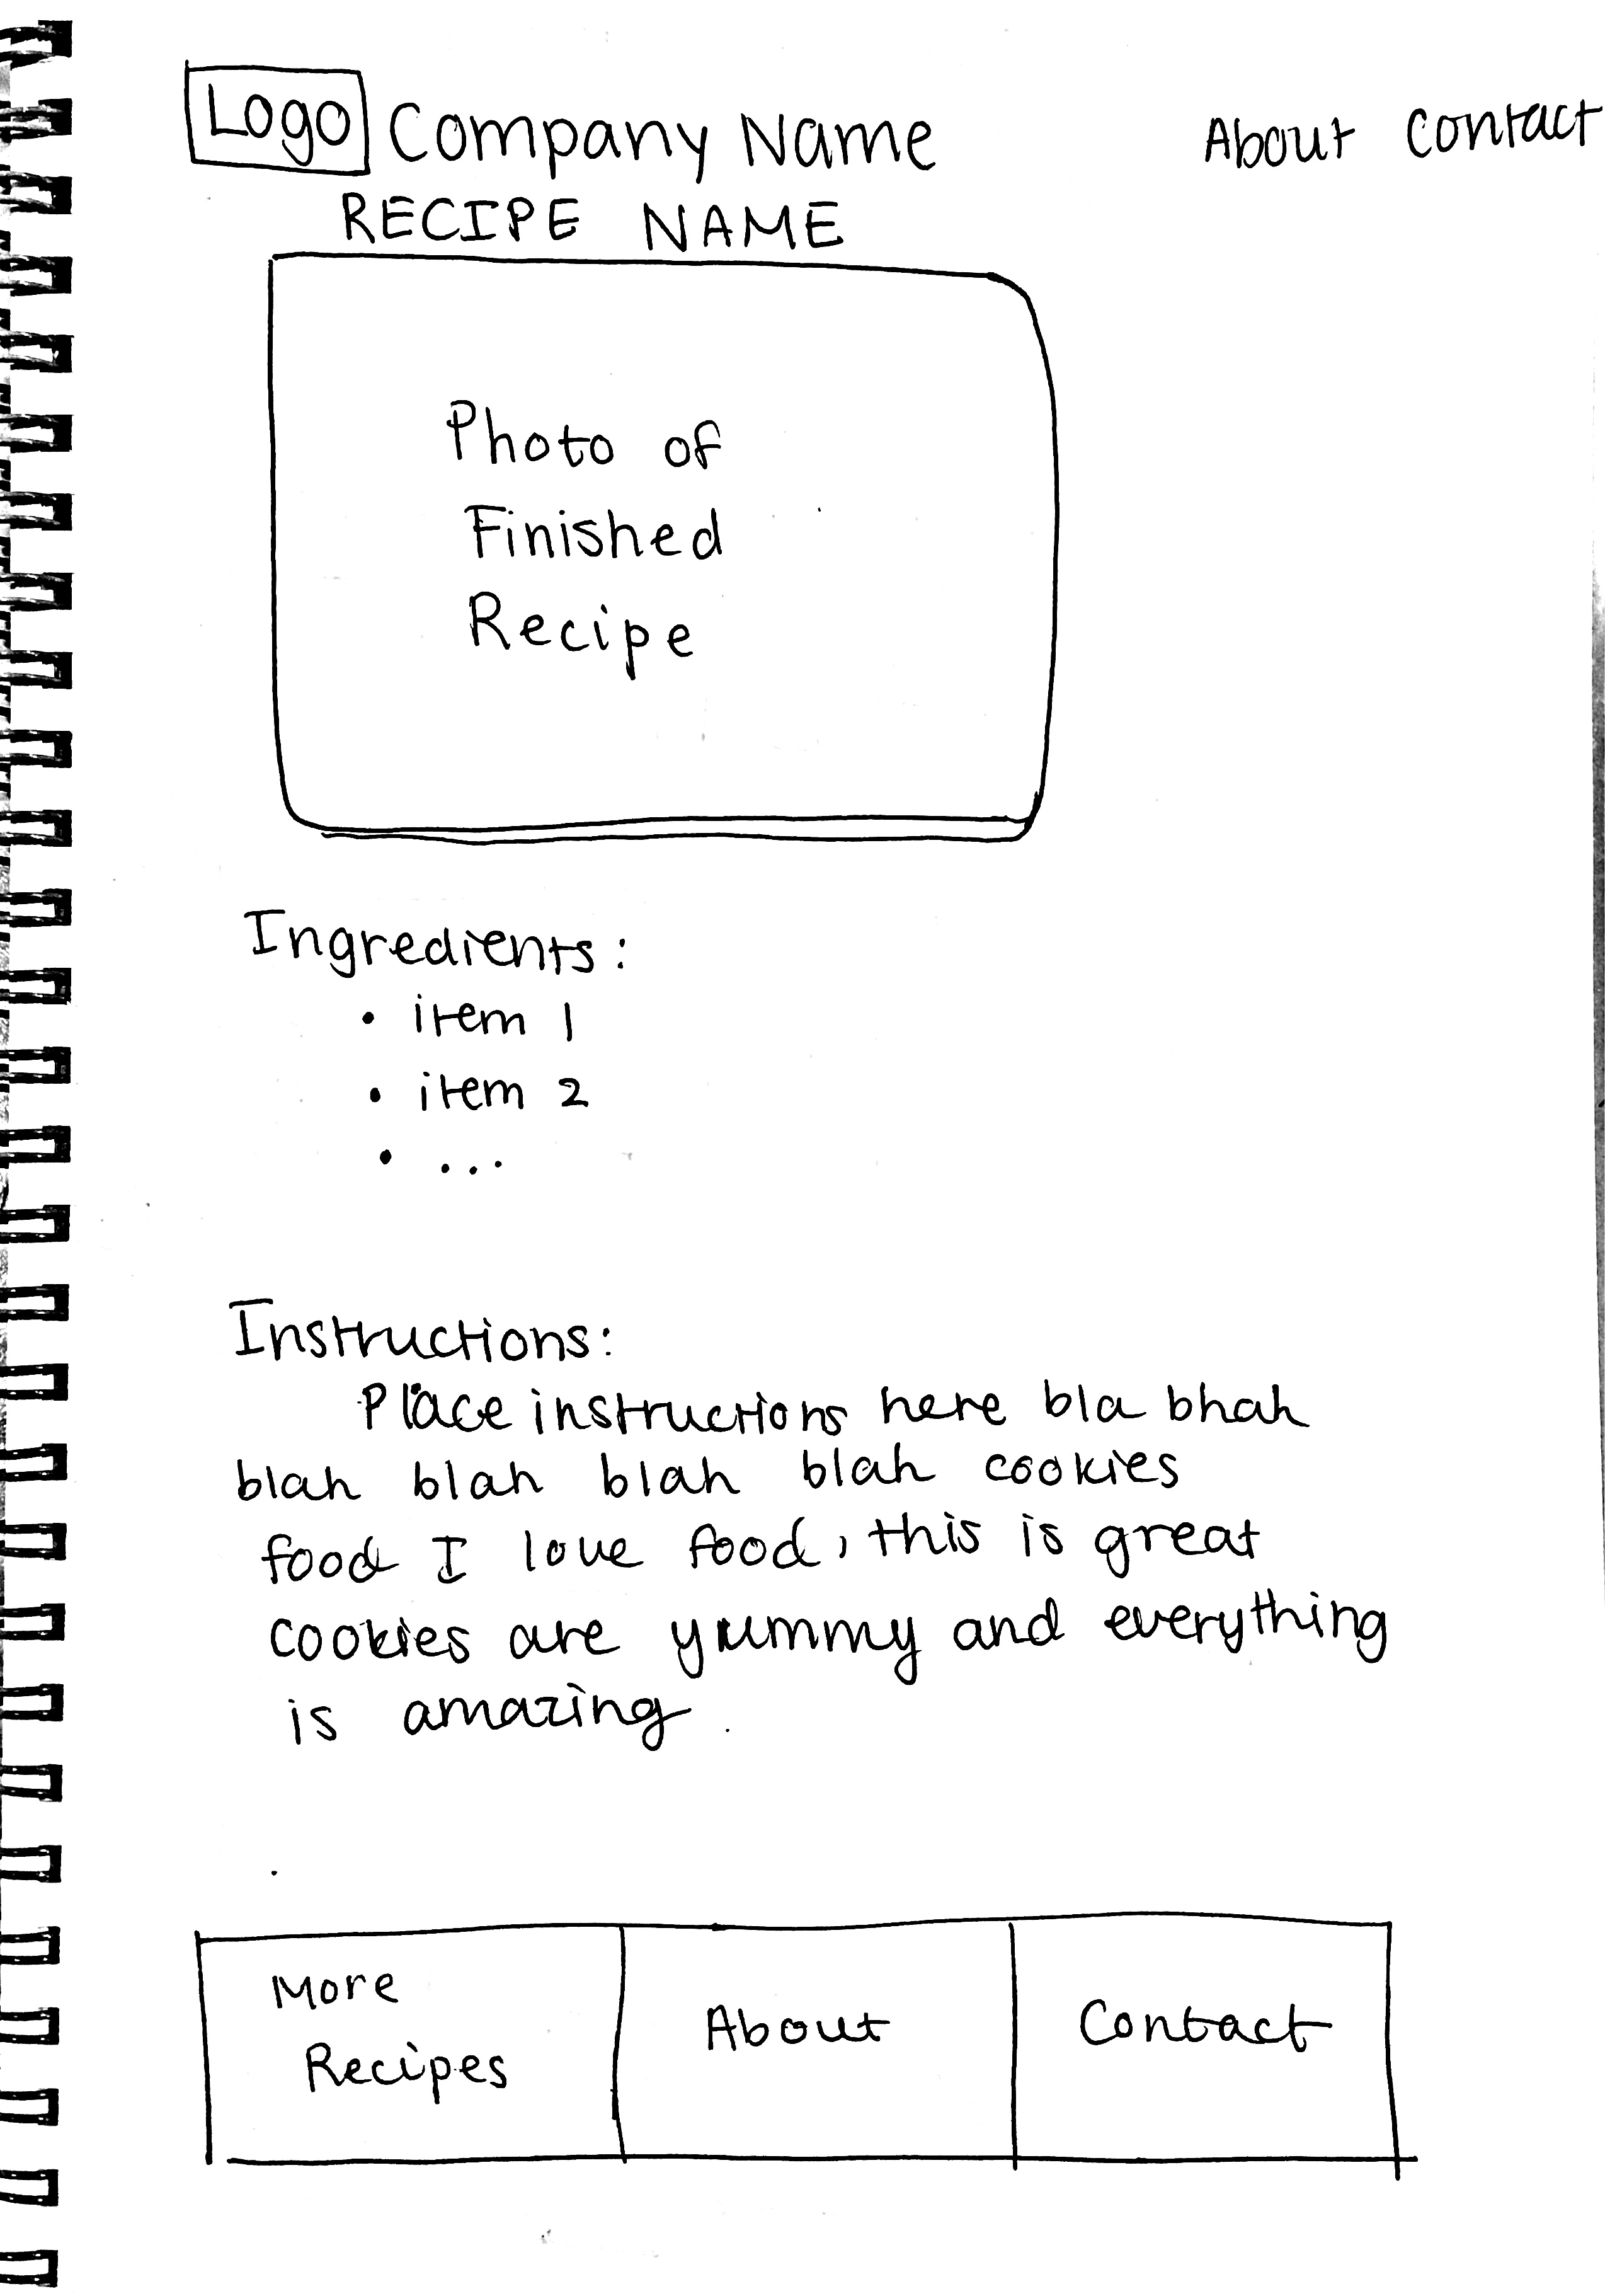 Logo Company Name About Contact
RECIPE NAME
Photo of
Finished
Recipe
Ingredients:
• item 1
• item 2
• ...
Instructions:
Place instructions here bla bhah
blah blah blah blah cookies
food I love food, this is great
cookies are yummy and everything
is amazing.
More
Recipes
About
Contact